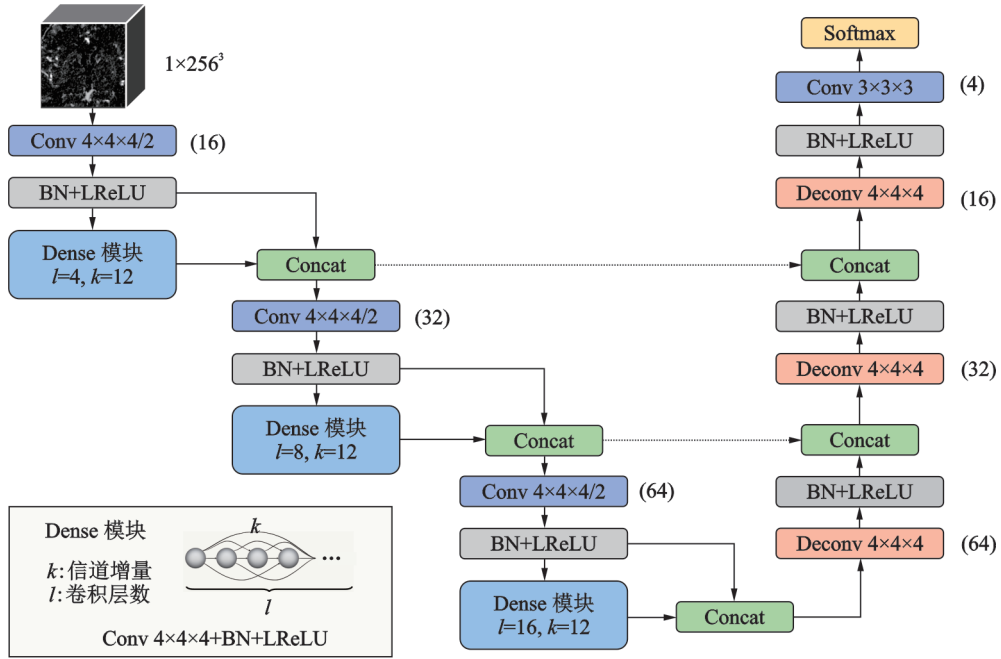 1×256³
Conv 4×4×4/2
(16)
BN+LReLU
Dense 模块
l=4, k=12
Concat
Conv 4×4×4/2
(32)
BN+LReLU
Dense 模块
l=8, k=12
Concat
Conv 4×4×4/2
(64)
BN+LReLU
Dense 模块
l=16, k=12
Concat
Softmax
Conv 3×3×3
(4)
BN+LReLU
Deconv 4×4×4
(16)
Concat
BN+LReLU
Deconv 4×4×4
(32)
Concat
BN+LReLU
Deconv 4×4×4
(64)
Dense 模块
k
k:信道增量
l:卷积层数
...
l
Conv 4×4×4+BN+LReLU